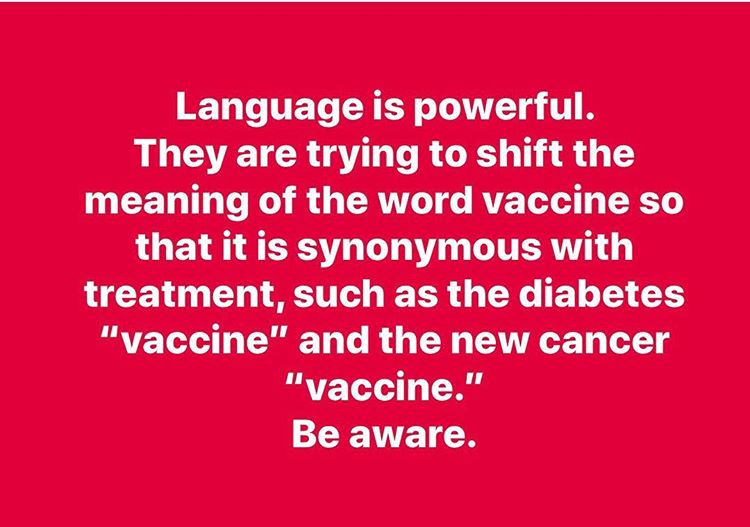 Language is powerful.
They are trying to shift the
meaning of the word vaccine so
that it is synonymous with
treatment, such as the diabetes
“vaccine” and the new cancer
“vaccine.”
Be aware.